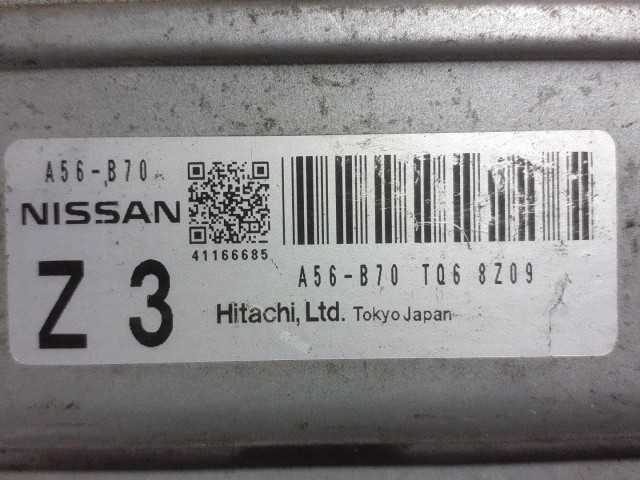 A56-B70
NISSAN
41166685
Z 3
A56-B70 TQ6 8Z09
Hitachi, Ltd. Tokyo Japan